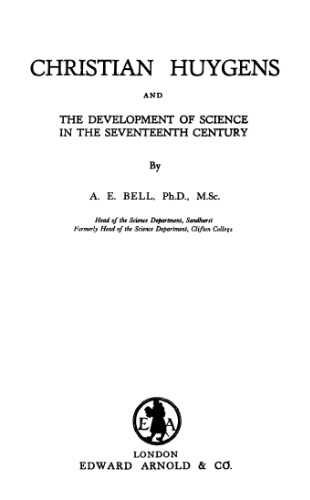 CHRISTIAN HUYGENS
AND
THE DEVELOPMENT OF SCIENCE
IN THE SEVENTEENTH CENTURY
By
A. E. BELL, Ph.D., M.Sc.
Head of the Science Department, Sandhurst
Formerly Head of the Science Department, Clifton College
E A
LONDON
EDWARD ARNOLD & CO.